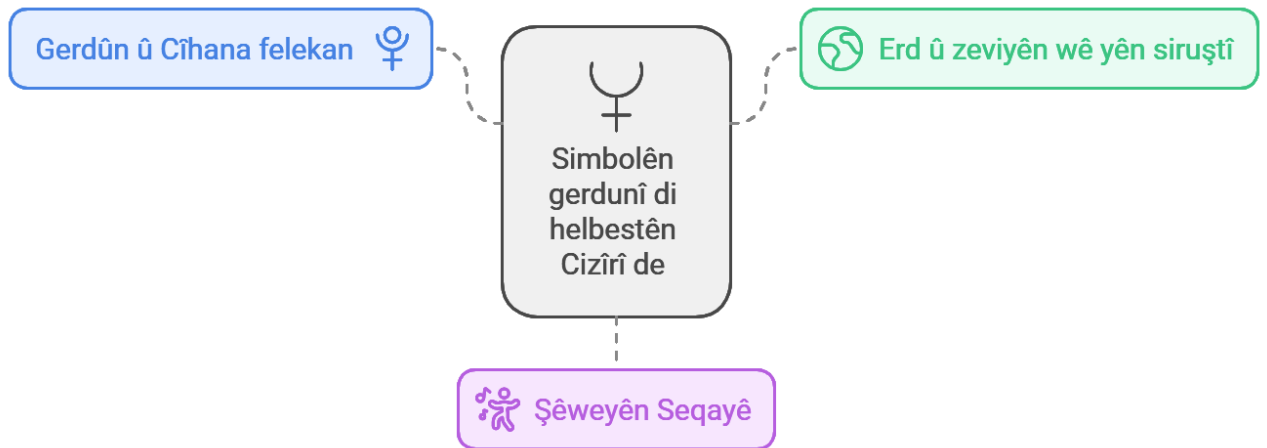 Gerdûn û Cîhana felekan
Erd û zeviyên wê yên siruştî
Simbolên
gerdunî di
helbestên
Cizîrî de
Şêweyên Seqayê